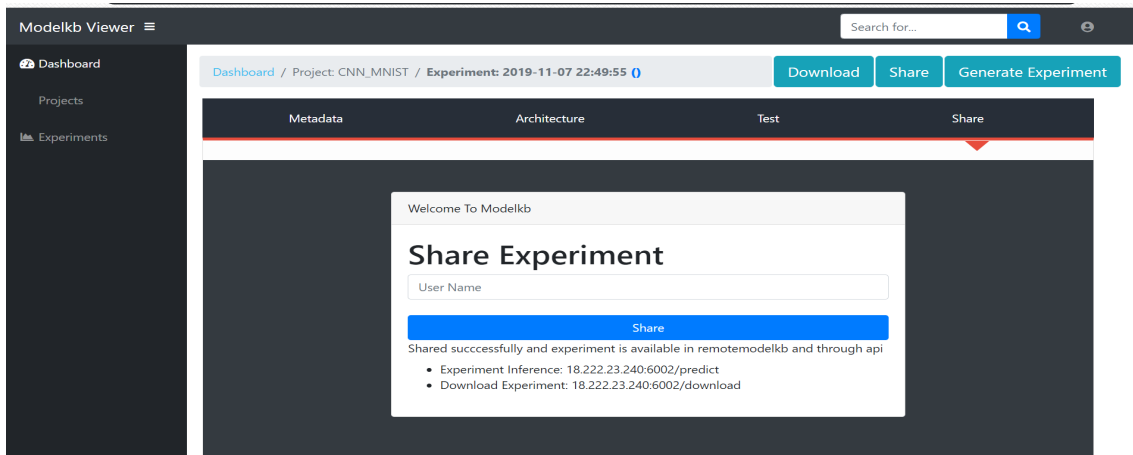 Modelkb Viewer
Search for...
Dashboard
Projects
Experiments
Dashboard / Project: CNN_MNIST / Experiment: 2019-11-07 22:49:55 ()
Download
Share
Generate Experiment
Metadata
Architecture
Test
Share
Welcome To Modelkb
Share Experiment
User Name
Share
Shared succcessfully and experiment is available in remotemodelkb and through api
• Experiment Inference: 18.222.23.240:6002/predict
• Download Experiment: 18.222.23.240:6002/download